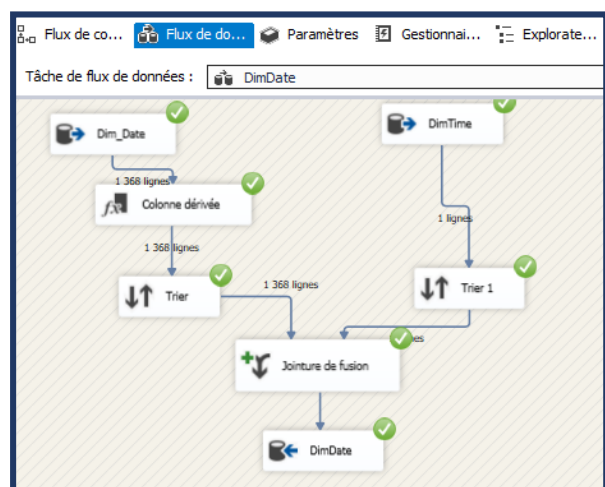 Flux de co... Flux de do... Paramètres Gestionnai... Explorate...
Tâche de flux de données : DimDate
Dim_Date
DimTime
1 368 lignes
Colonne dérivée
1 lignes
1 368 lignes
Trier
1 368 lignes
Trier 1
Jointure de fusion
DimDate